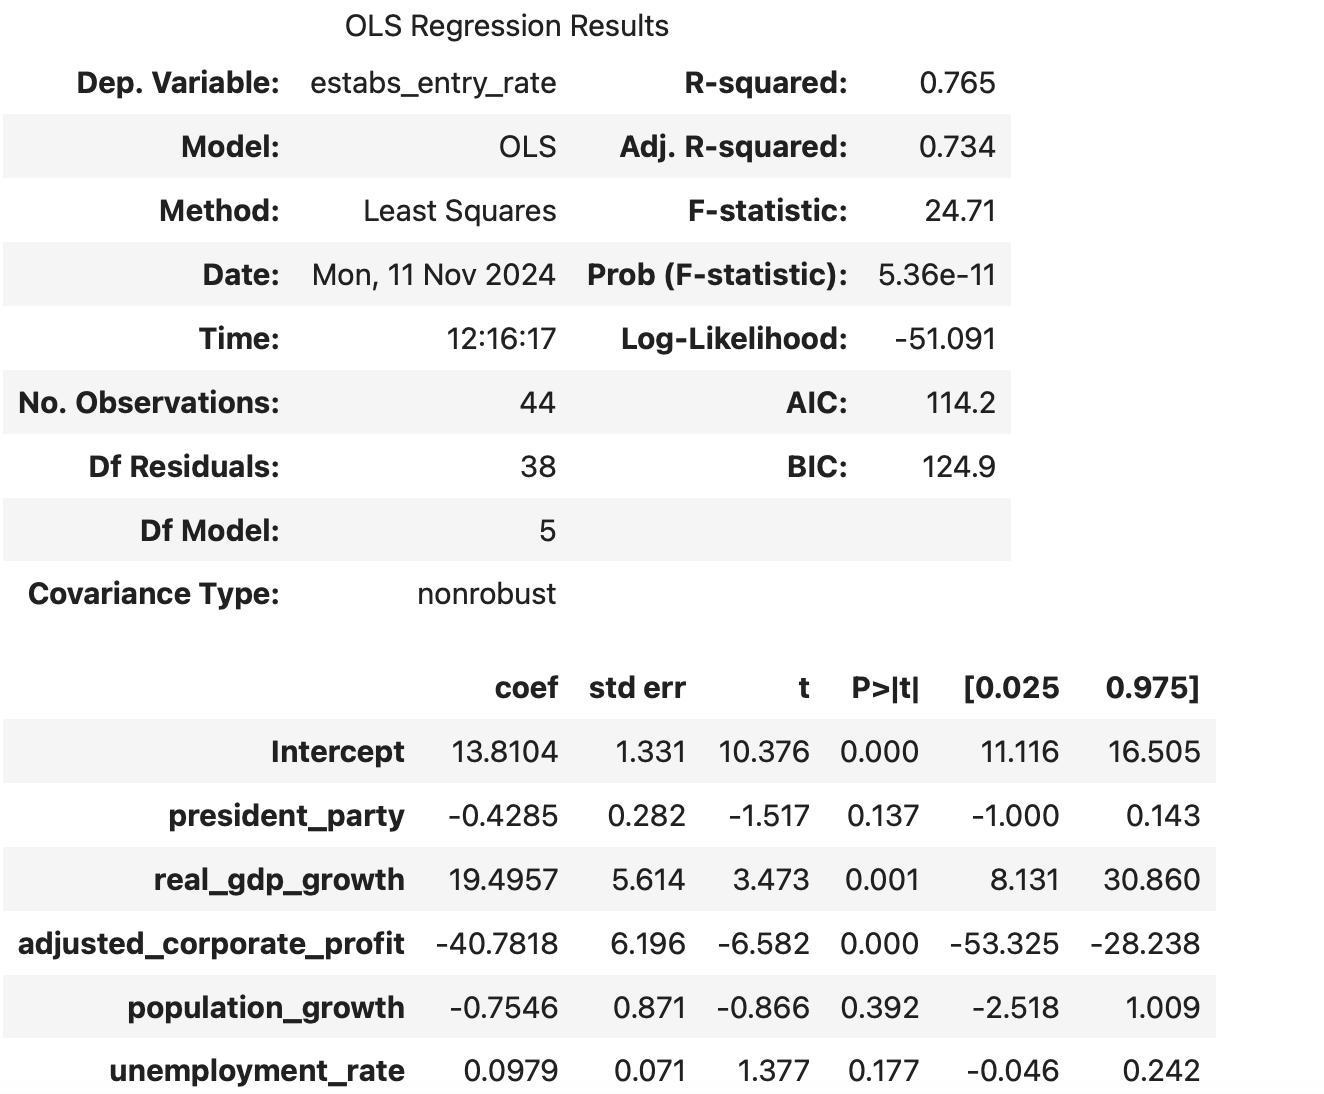 OLS Regression Results
Dep. Variable: estabs_entry_rate R-squared: 0.765
Model: OLS Adj. R-squared: 0.734
Method: Least Squares F-statistic: 24.71
Date: Mon, 11 Nov 2024 Prob (F-statistic): 5.36e-11
Time: 12:16:17 Log-Likelihood: -51.091
No. Observations: 44 AIC: 114.2
Df Residuals: 38 BIC: 124.9
Df Model: 5
Covariance Type: nonrobust
coef std err t P>|t| [0.025 0.975]
Intercept 13.8104 1.331 10.376 0.000 11.116 16.505
president_party -0.4285 0.282 -1.517 0.137 -1.000 0.143
real_gdp_growth 19.4957 5.614 3.473 0.001 8.131 30.860
adjusted_corporate_profit -40.7818 6.196 -6.582 0.000 -53.325 -28.238
population_growth -0.7546 0.871 -0.866 0.392 -2.518 1.009
unemployment_rate 0.0979 0.071 1.377 0.177 -0.046 0.242